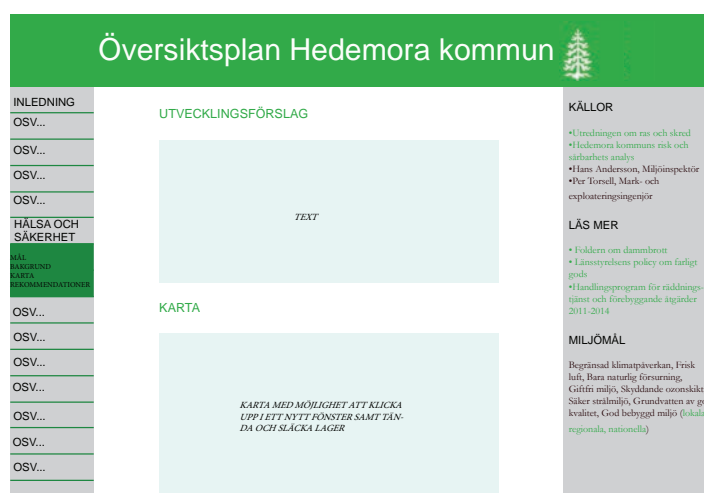 Översiktsplan Hedemora kommun
INLEDNING
OSV...
OSV...
OSV...
OSV...
HÄLSA OCH
SÄKERHET
MÅL
BAKGRUND
KARTA
REKOMMENDATIONER
OSV...
OSV...
OSV...
OSV...
OSV...
OSV...
OSV...
UTVECKLINGSFÖRSLAG
TEXT
KARTA
KARTA MED MÖJLIGHET ATT KLICKA
UPP I ETT NYTT FÖNSTER SAMT TÄN-
DA OCH SLÄCKA LAGER
KÄLLOR
•Utredningen om ras och skred
•Hedemora kommuns risk och
sårbarhets analys
•Hans Andersson, Miljöinspektör
•Per Torsell, Mark- och
exploateringsingenjör
LÄS MER
• Foldern om dammbrott
• Länsstyrelsens policy om farligt
gods
•Handlingsprogram för räddnings-
tjänst och förebyggande åtgärder
2011-2014
MILJÖMÅL
Begränsad klimatpåverkan, Frisk
luft, Bara naturlig försurning,
Giftfri miljö, Skyddande ozonskikt,
Säker strålmiljö, Grundvatten av
kvalitet, God bebyggd miljö (lokala
regionala, nationella)